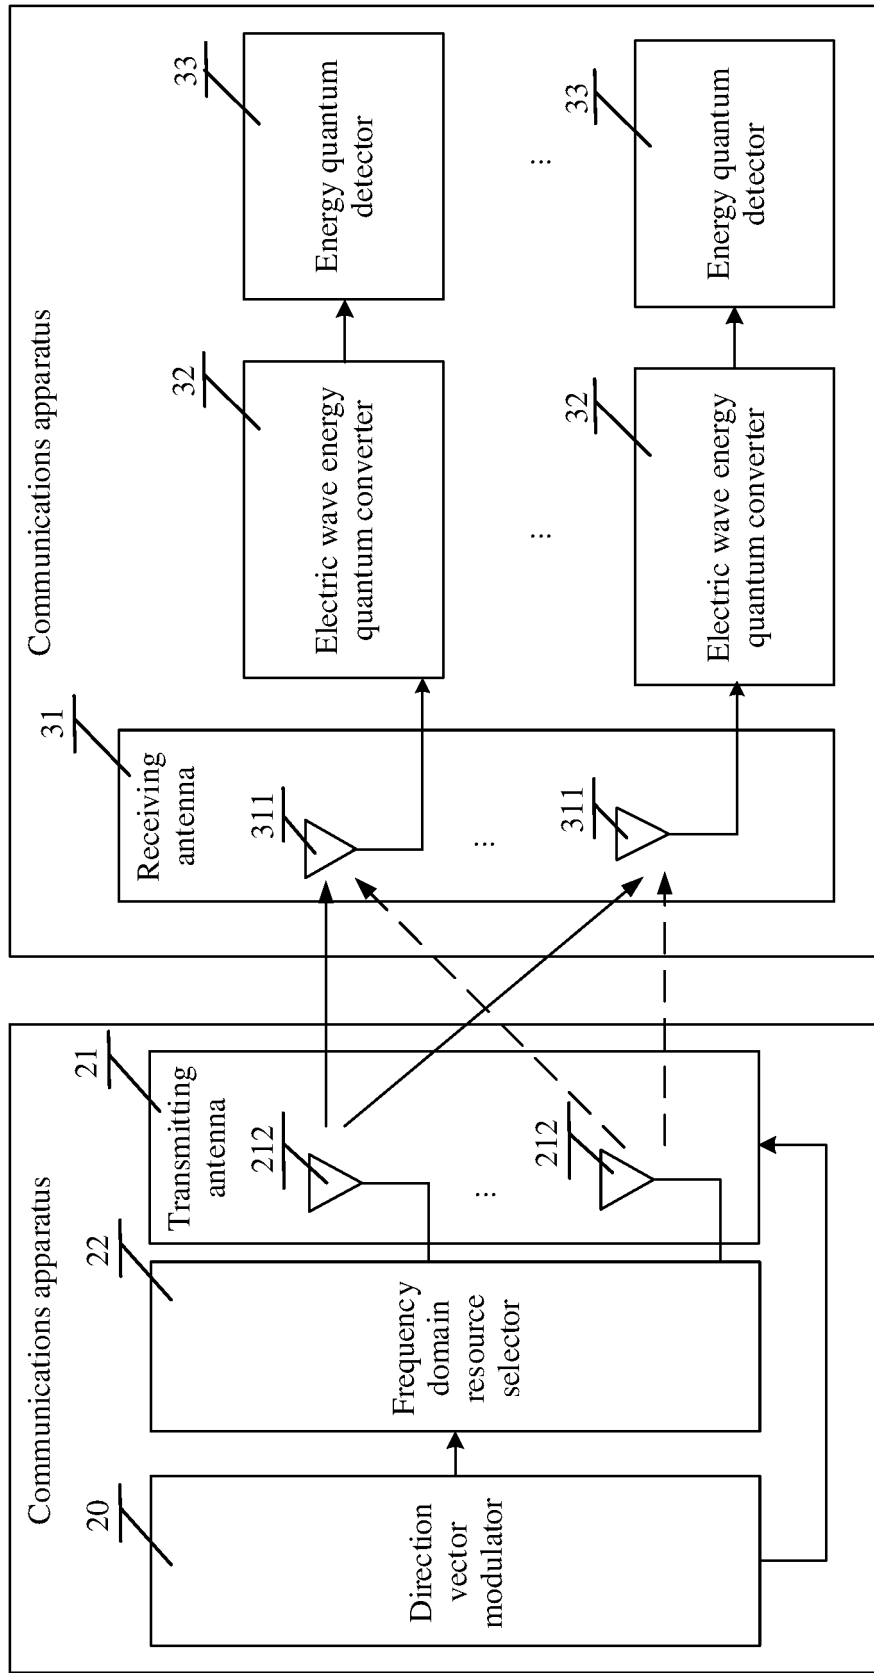 Communications apparatus
20
Direction
vector
modulator
22
Frequency
domain
resource
selector
21
Transmitting
antenna
212
...
212
Communications apparatus
31
Receiving
antenna
311
...
311
32
Electric wave energy
quantum converter
...
32
Electric wave energy
quantum converter
33
Energy quantum
detector
...
33
Energy quantum
detector